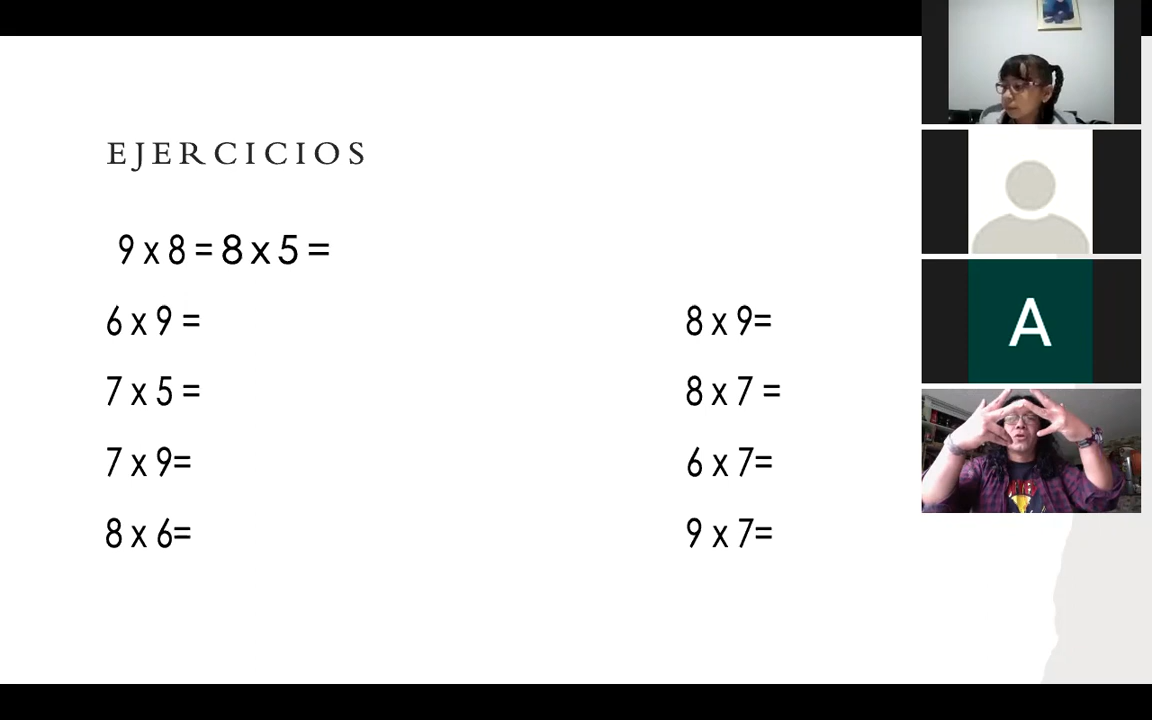 EJERCICIOS
9 x 8 = 8 x 5 =
6 x 9 =
7 x 5 =
7 x 9=
8 x 6=
8 x 9=
8 x 7 =
6 x 7=
9 x 7=
A